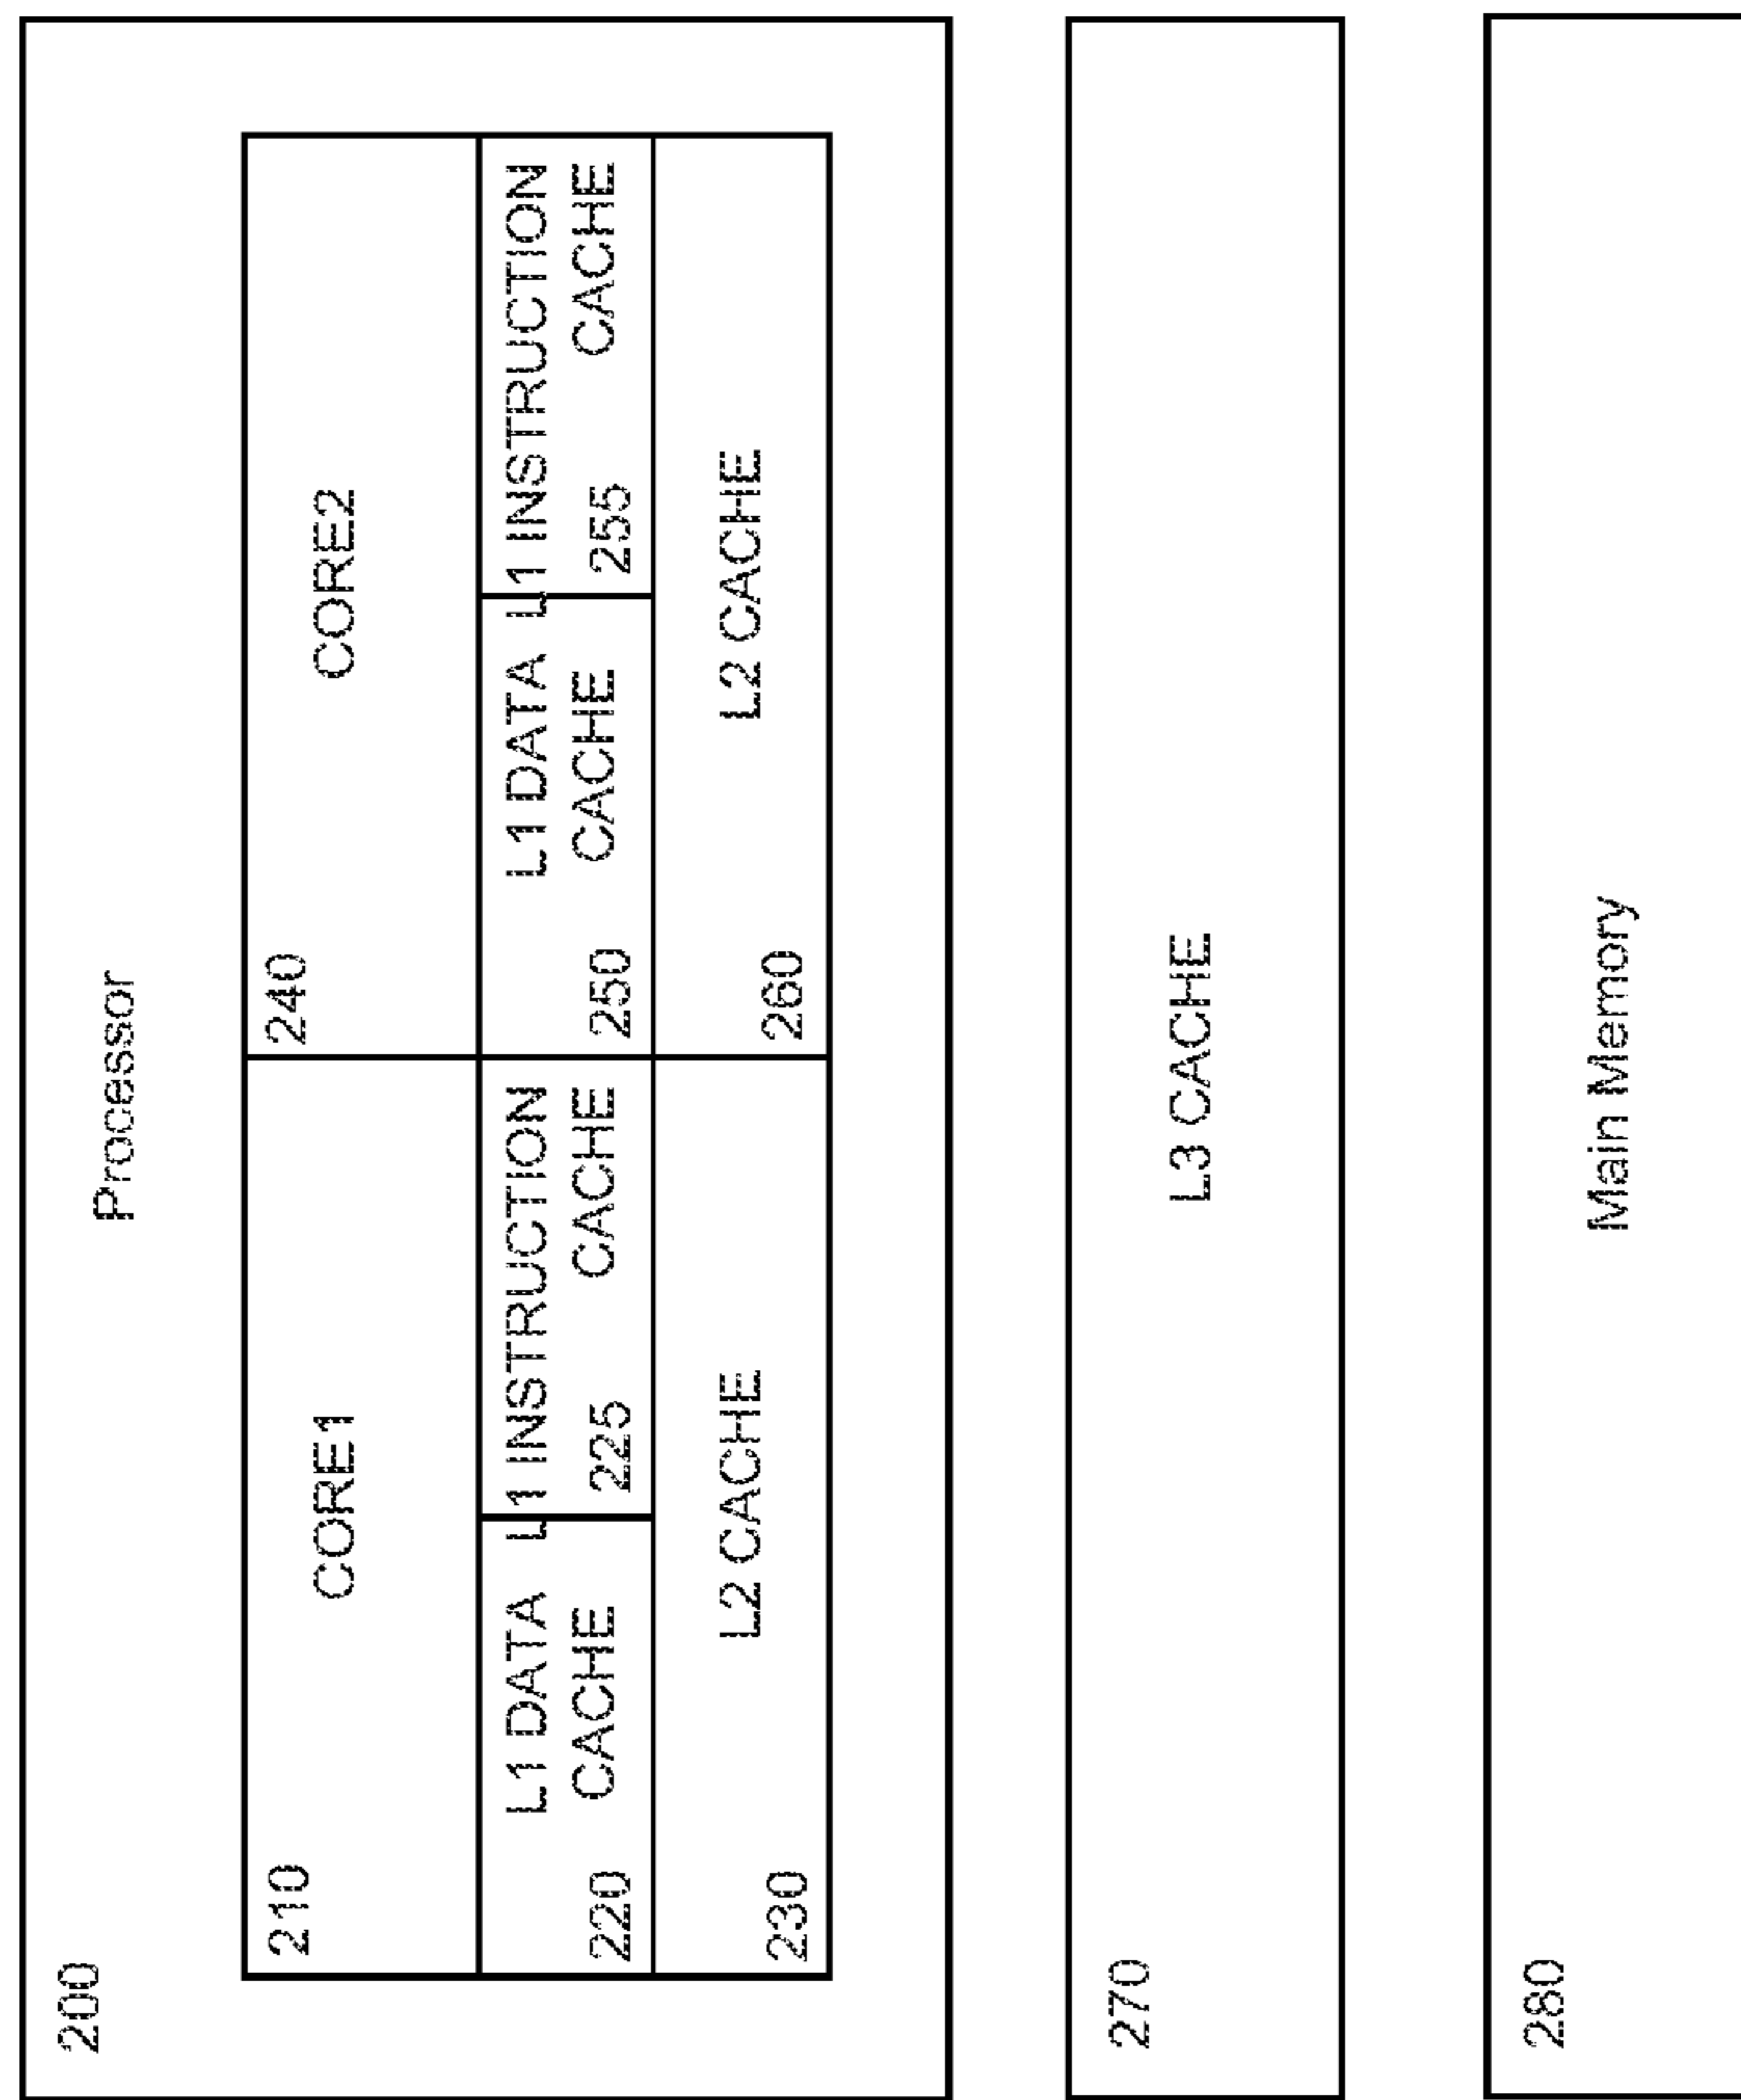 200
Processor
210
CORE1
240
CORE2
L1 DATA
CACHE
220
L1 INSTRUCTION
CACHE
225
L1 DATA
CACHE
250
L1 INSTRUCTION
CACHE
255
L2 CACHE
230
L2 CACHE
260
L3 CACHE
270
Main Memory
280